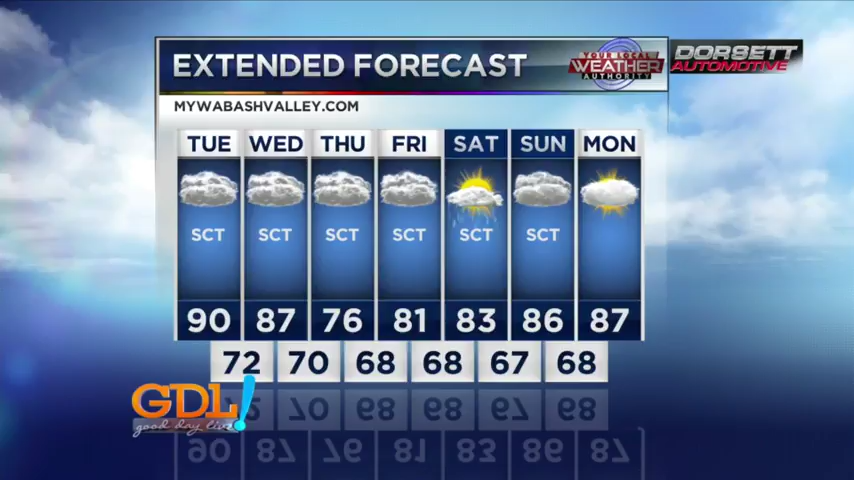 EXTENDED FORECAST
YOUR LOCAL
WEATHER
AUTHORITY
DORSETT
AUTOMOTIVE
MYWABASHVALLEY.COM
TUE WED THU FRI SAT SUN MON
SCT SCT SCT SCT SCT SCT
90 87 76 81 83 86 87
72 70 68 68 67 68
GDL!
good day live